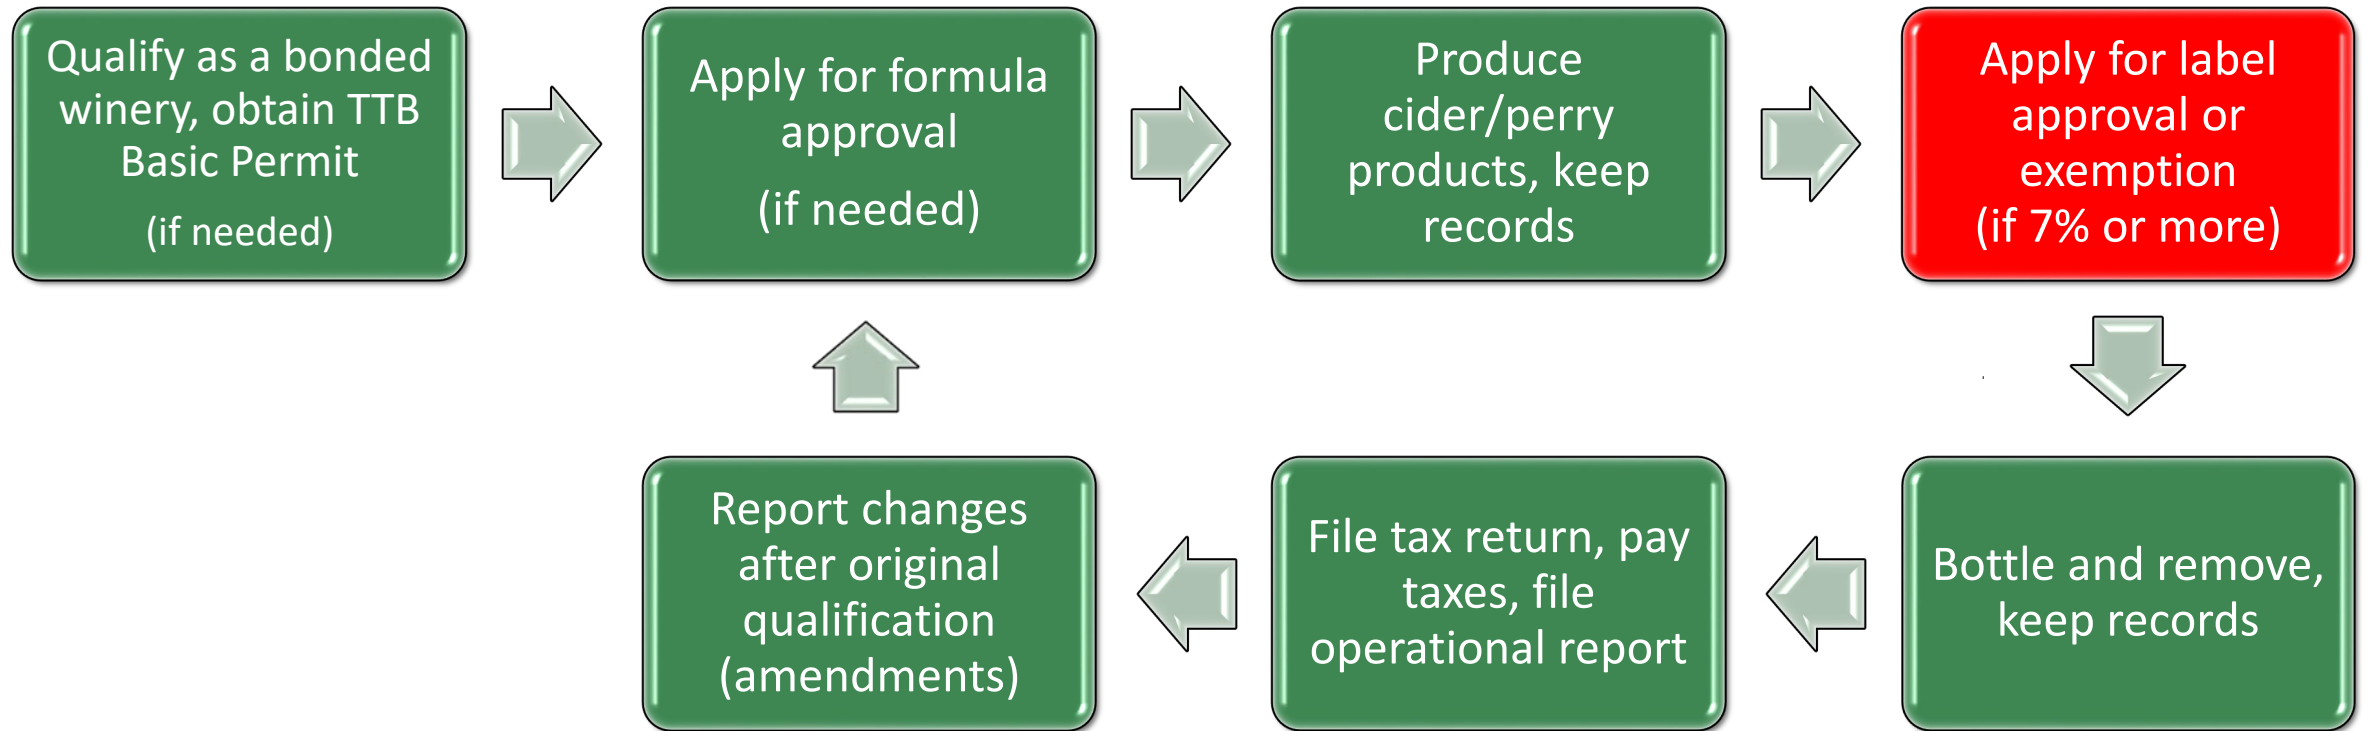 Qualify as a bonded
winery, obtain TTB
Basic Permit
(if needed)
Apply for formula
approval
(if needed)
Produce
cider/perry
products, keep
records
Apply for label
approval or
exemption
(if 7% or more)
Bottle and remove,
keep records
File tax return, pay
taxes, file
operational report
Report changes
after original
qualification
(amendments)